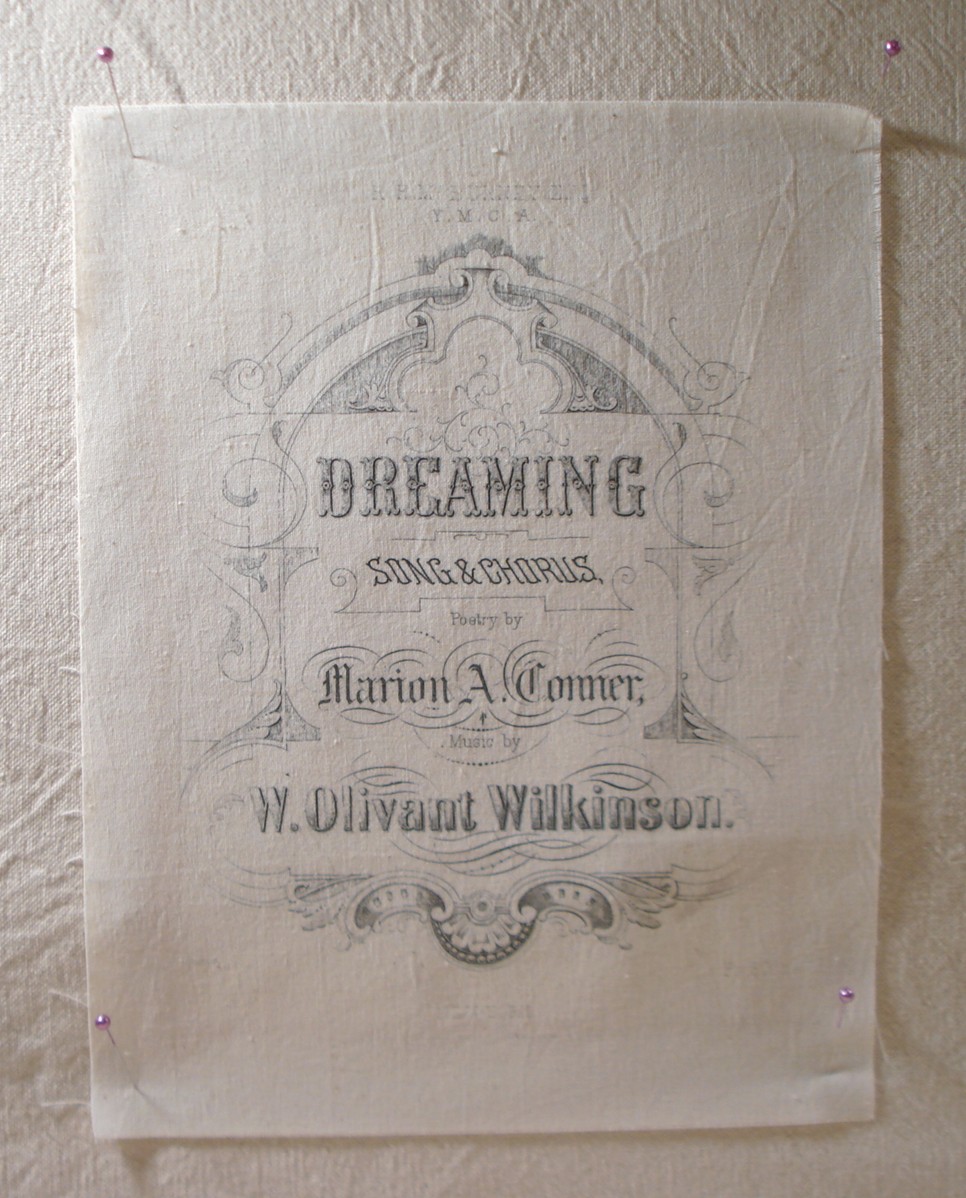 Y. M. C. A.
DREAMING
SONG & CHORUS,
Poetry by
Marion A. Conner,
Music by
W. Olivant Wilkinson.